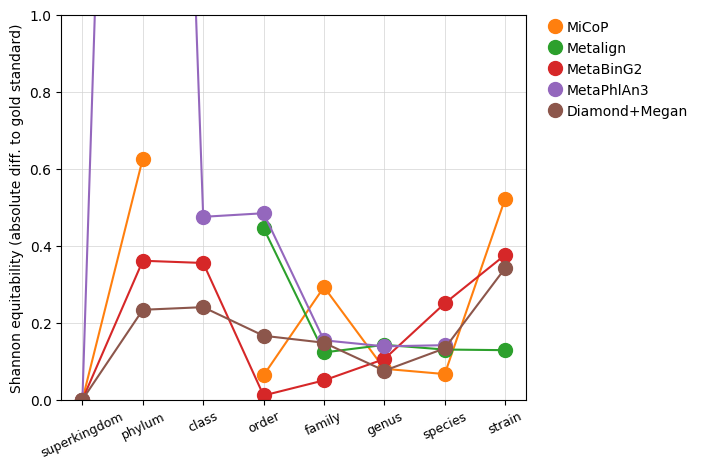 Shannon equitability (absolute diff. to gold standard)
1.0
0.8
0.6
0.4
0.2
0.0
superkingdom
phylum
class
order
family
genus
species
strain
MiCoP
Metalign
MetaBinG2
MetaPhlAn3
Diamond+Megan